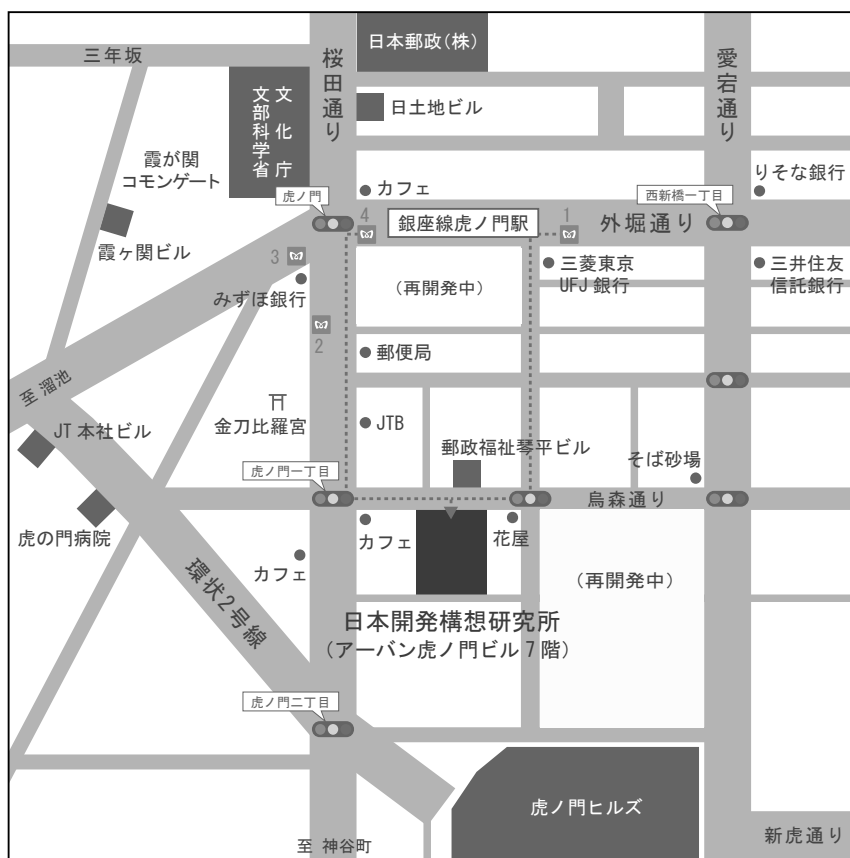 日本郵政(株)
三年坂
桜田通り
愛宕通り
文化庁
文部科学省
日土地ビル
霞が関
コモンゲート
カフェ
りそな銀行
虎ノ門
西新橋一丁目
4
銀座線虎ノ門駅
1
外堀通り
霞ヶ関ビル
3
三菱東京
UFJ銀行
三井住友
信託銀行
みずほ銀行
(再開発中)
2
郵便局
至 溜池
金刀比羅宮
JTB
JT本社ビル
郵政福祉琴平ビル
そば砂場
虎ノ門一丁目
烏森通り
虎の門病院
カフェ
花屋
カフェ
環状2号線
(再開発中)
日本開発構想研究所
(アーバン虎ノ門ビル7階)
虎ノ門二丁目
虎ノ門ヒルズ
至 神谷町
新虎通り